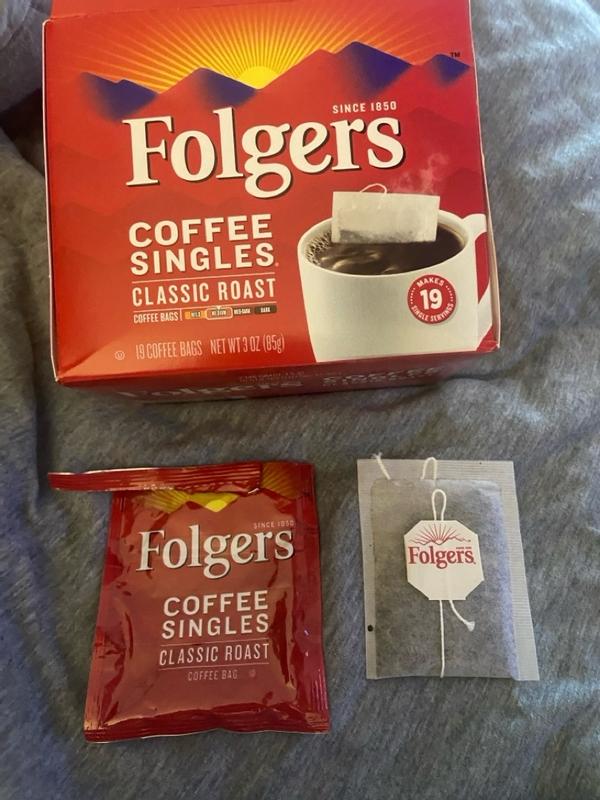 SINCE 1850
Folgers
™
COFFEE
SINGLES®
CLASSIC ROAST
COFFEE BAGS MILD MEDIUM MED-DARK DARK
MAKES
19
SINGLE SERVINGS
19 COFFEE BAGS NET WT 3 OZ (85g)
Folgers
SINCE 1850
Folgers
COFFEE
SINGLES
CLASSIC ROAST
COFFEE BAG
Folgers